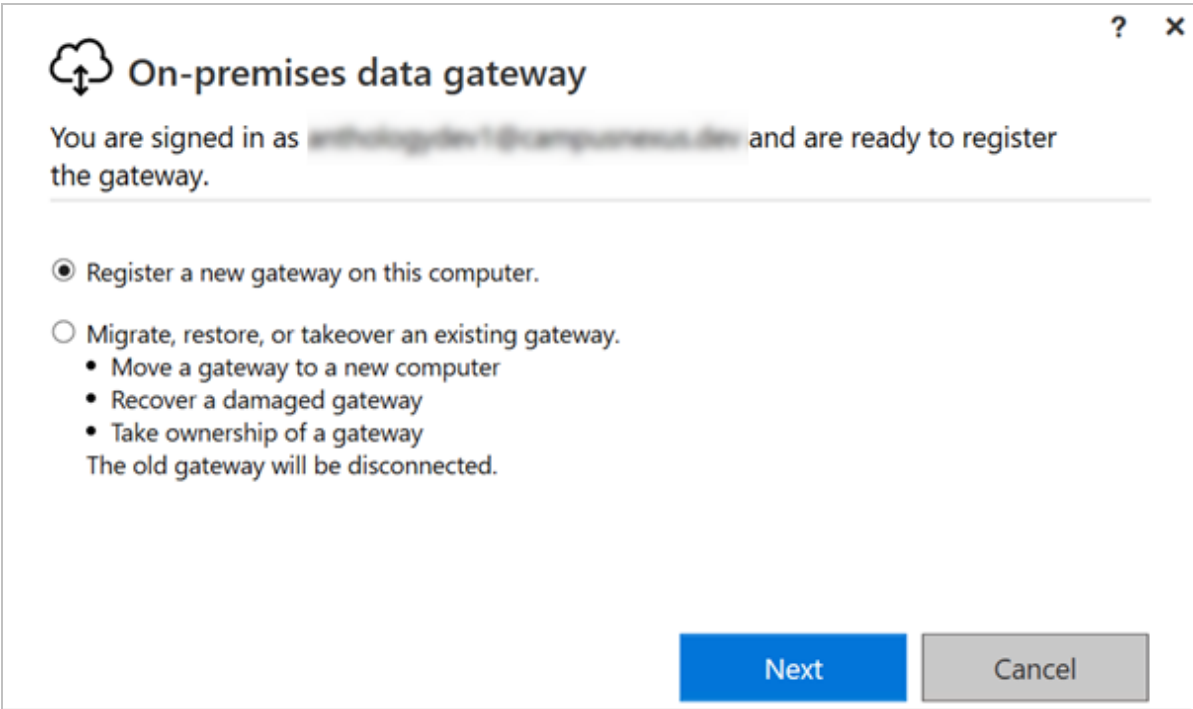 ? ×
On-premises data gateway
You are signed in as and are ready to register
the gateway.
Register a new gateway on this computer.
Migrate, restore, or takeover an existing gateway.
• Move a gateway to a new computer
• Recover a damaged gateway
• Take ownership of a gateway
The old gateway will be disconnected.
Next Cancel